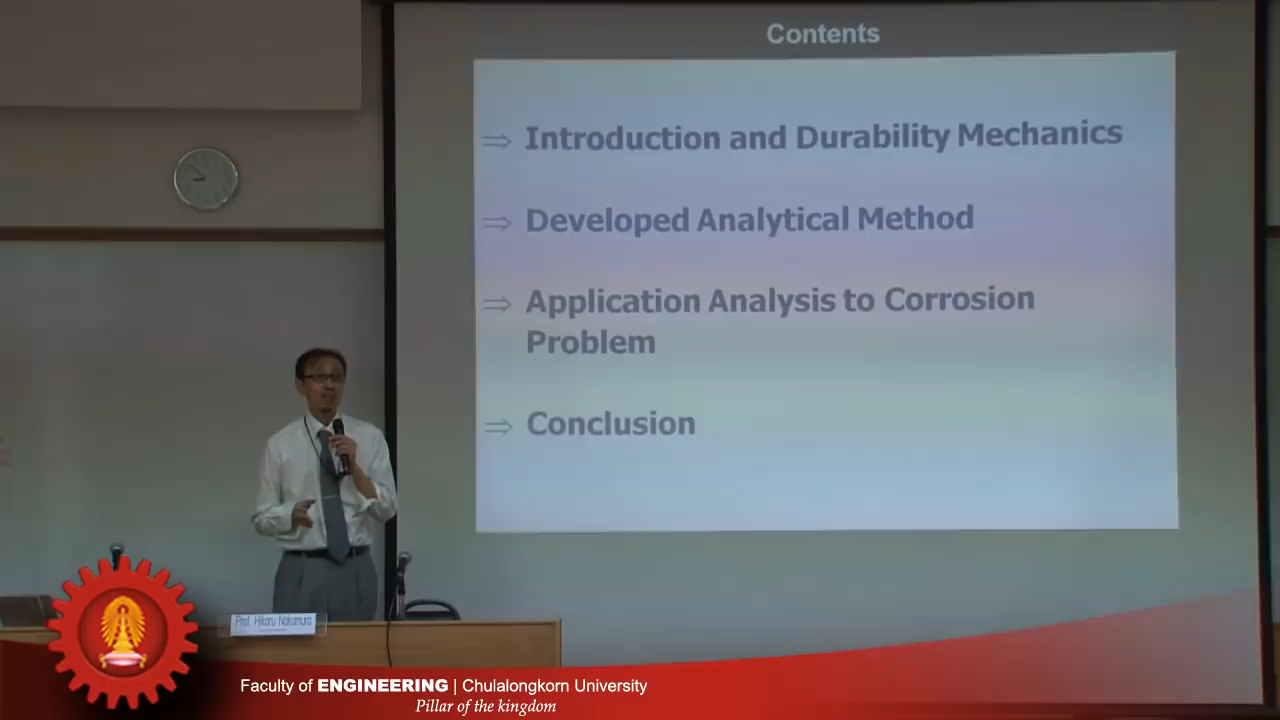 Contents
⇒ Introduction and Durability Mechanics
⇒ Developed Analytical Method
⇒ Application Analysis to Corrosion
Problem
⇒ Conclusion
Prof. Hikaru Nakamura
Faculty of ENGINEERING | Chulalongkorn University
Pillar of the kingdom